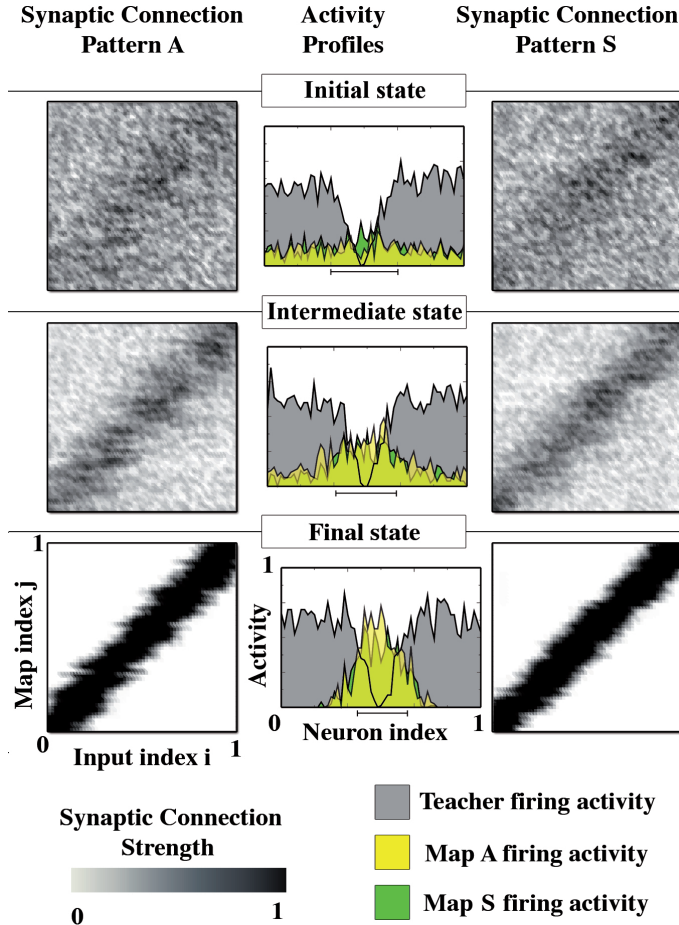 Synaptic Connection
Pattern A
Activity
Profiles
Synaptic Connection
Pattern S
Initial state
Intermediate state
Final state
1
Map index j
0
Input index i
1
1
Activity
0
Neuron index
1
Synaptic Connection
Strength
0
1
Teacher firing activity
Map A firing activity
Map S firing activity